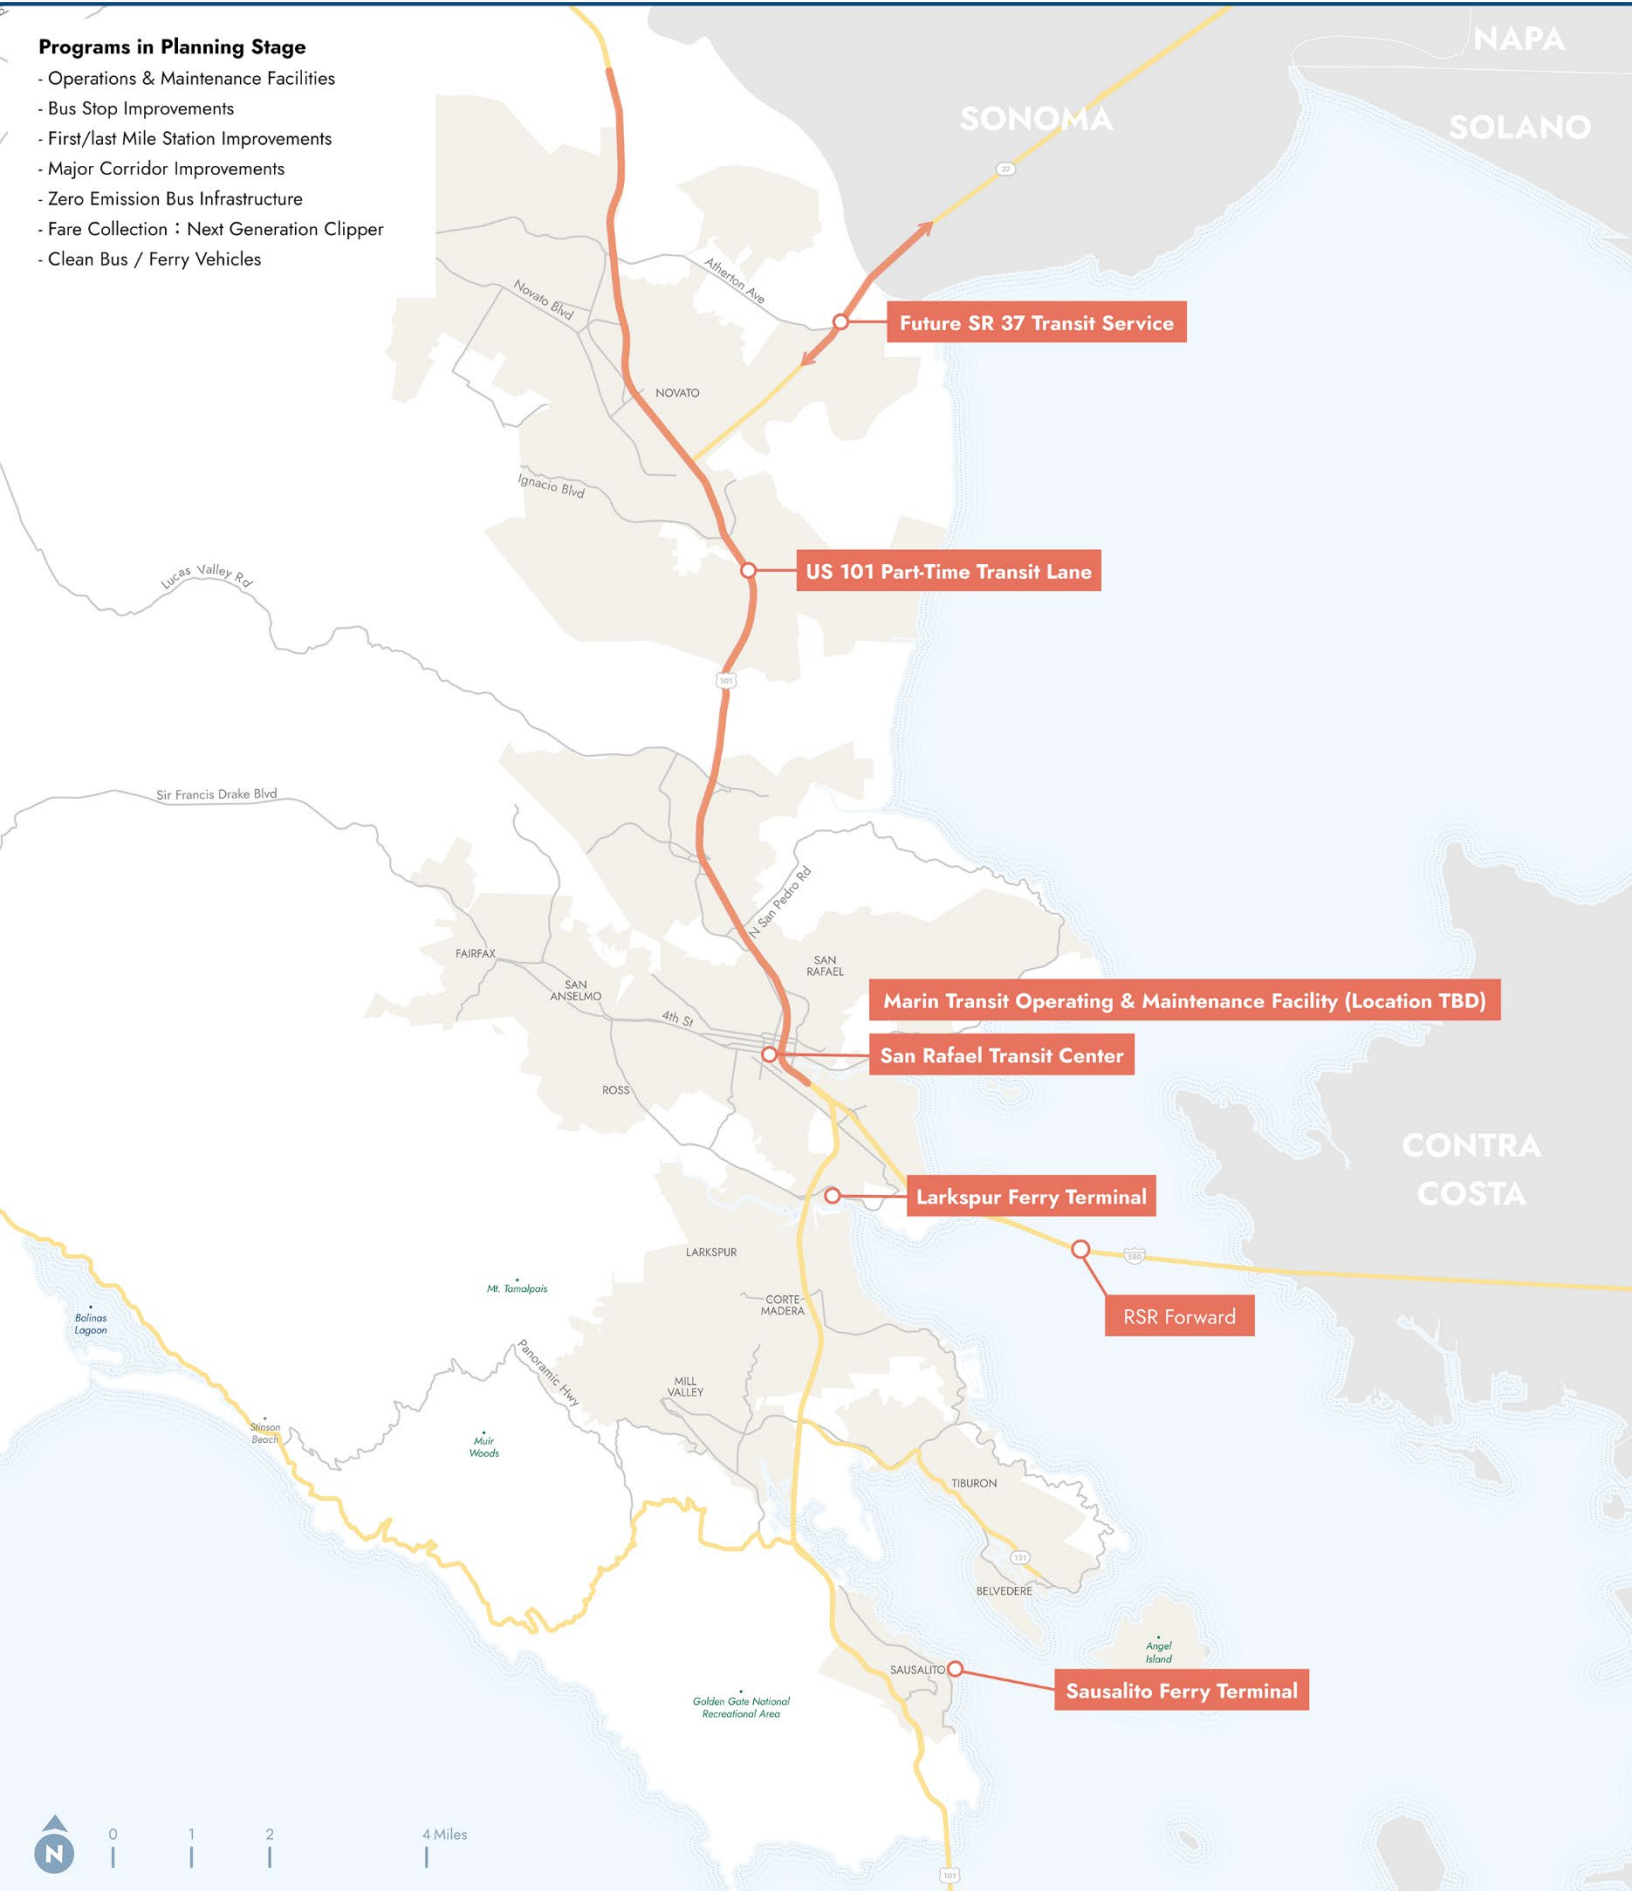 Programs in Planning Stage
- Operations & Maintenance Facilities
- Bus Stop Improvements
- First/last Mile Station Improvements
- Major Corridor Improvements
- Zero Emission Bus Infrastructure
- Fare Collection : Next Generation Clipper
- Clean Bus / Ferry Vehicles
NAPA
SONOMA
SOLANO
37
Atherton Ave
Novato Blvd
Future SR 37 Transit Service
NOVATO
Ignacio Blvd
US 101 Part-Time Transit Lane
Lucas Valley Rd
101
Sir Francis Drake Blvd
N San Pedro Rd
FAIRFAX
SAN
RAFAEL
SAN
ANSELMO
Marin Transit Operating & Maintenance Facility (Location TBD)
4th St
San Rafael Transit Center
ROSS
CONTRA
COSTA
Larkspur Ferry Terminal
LARKSPUR
580
Mt. Tamalpais
CORTE
MADERA
RSR Forward
Bolinas
Lagoon
Panoramic Hwy
MILL
VALLEY
Stinson
Beach
Muir
Woods
TIBURON
131
BELVEDERE
Angel
Island
SAUSALITO
Sausalito Ferry Terminal
Golden Gate National
Recreational Area
N
0 1 2 4 Miles
101